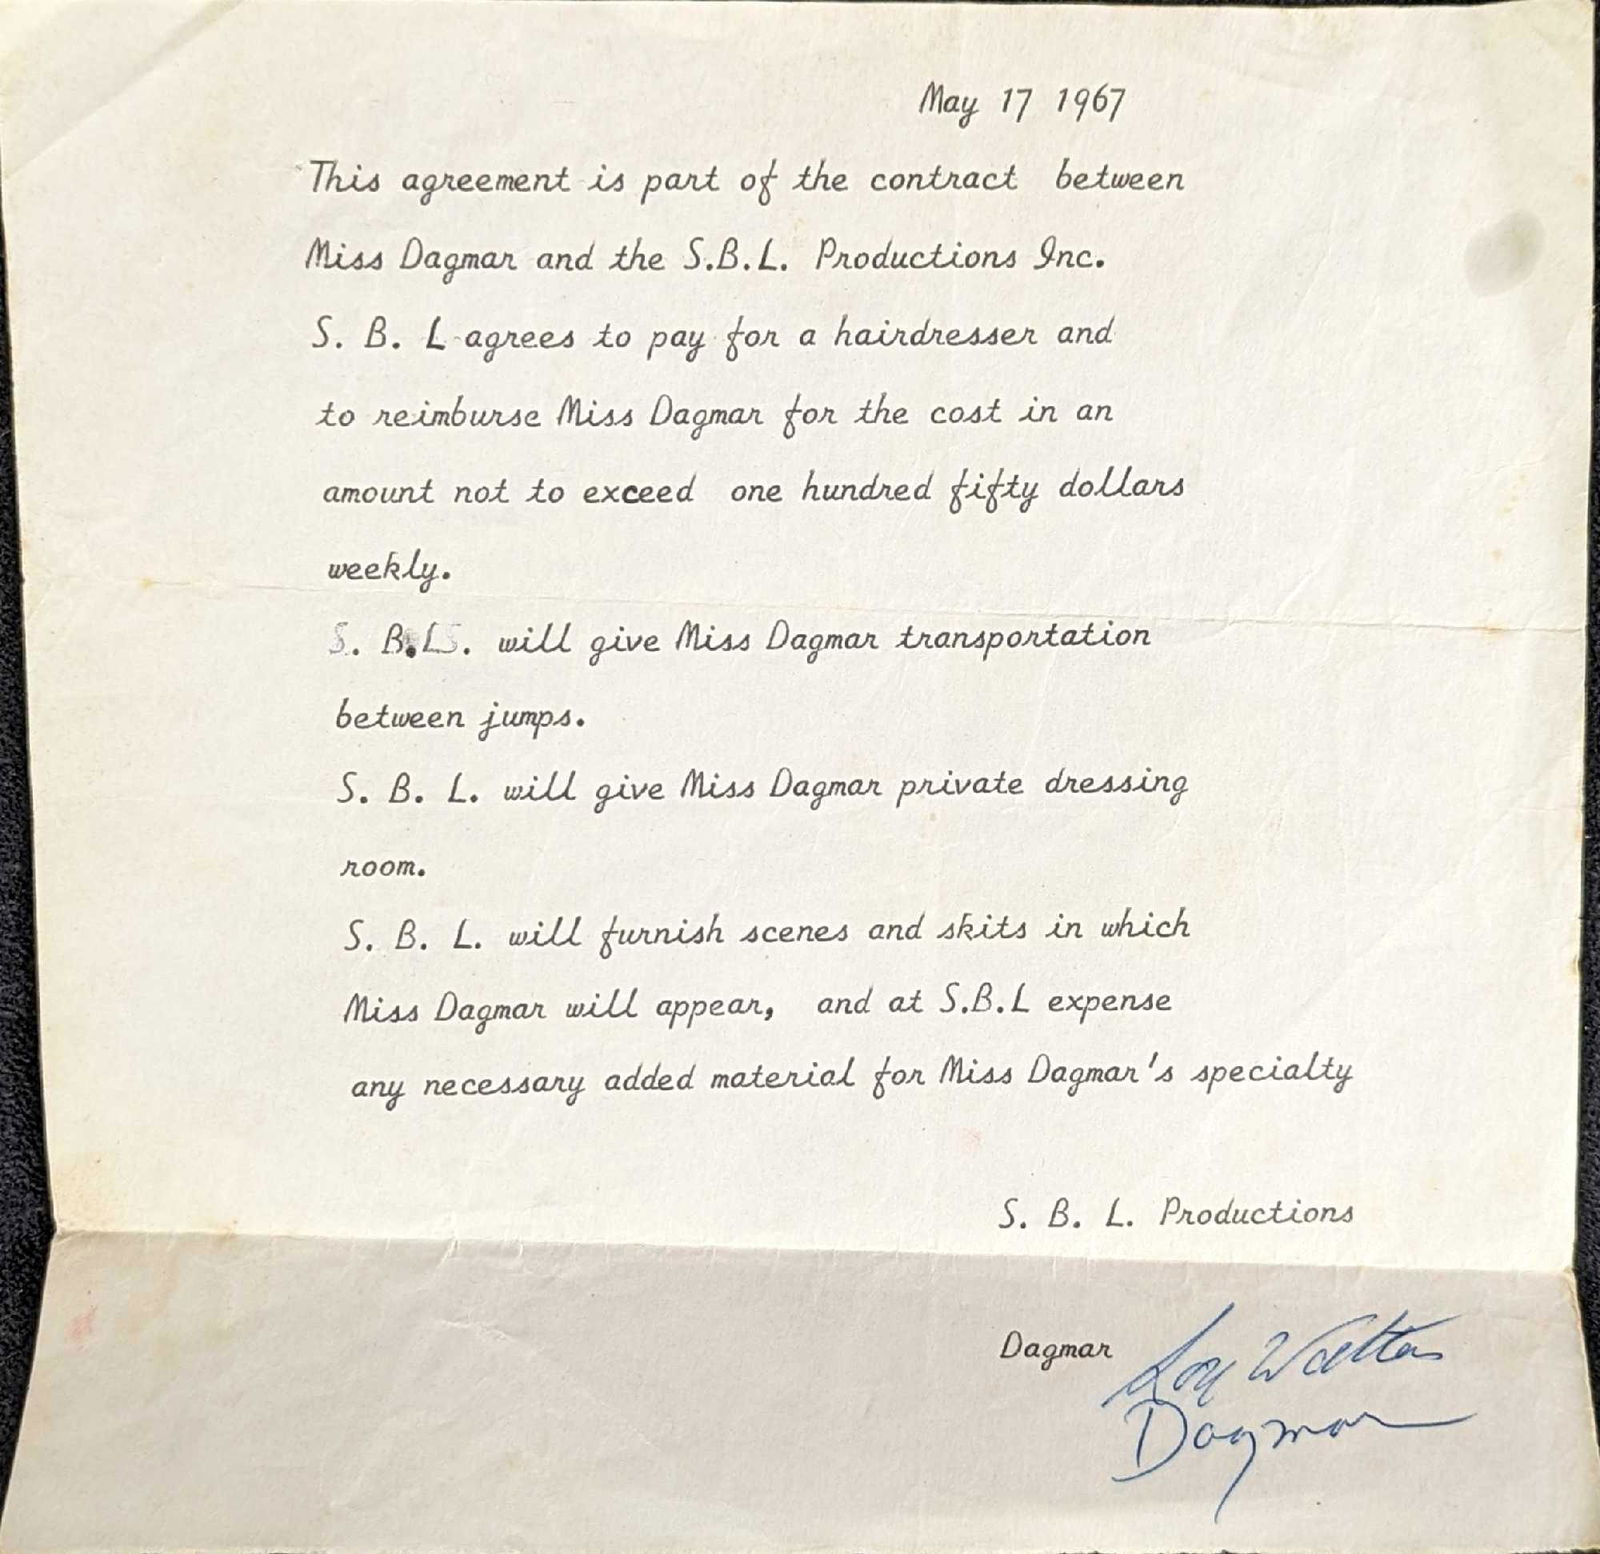 May 17 1967
This agreement is part of the contract between
Miss Dagmar and the S.B.L. Productions Inc.
S. B. L agrees to pay for a hairdresser and
to reimburse Miss Dagmar for the cost in an
amount not to exceed one hundred fifty dollars
weekly.
S. B.L. will give Miss Dagmar transportation
between jumps.
S. B. L. will give Miss Dagmar private dressing
room.
S. B. L. will furnish scenes and skits in which
Miss Dagmar will appear, and at S.B.L expense
any necessary added material for Miss Dagmar's specialty
S. B. L. Productions
Dagmar
Dagmar